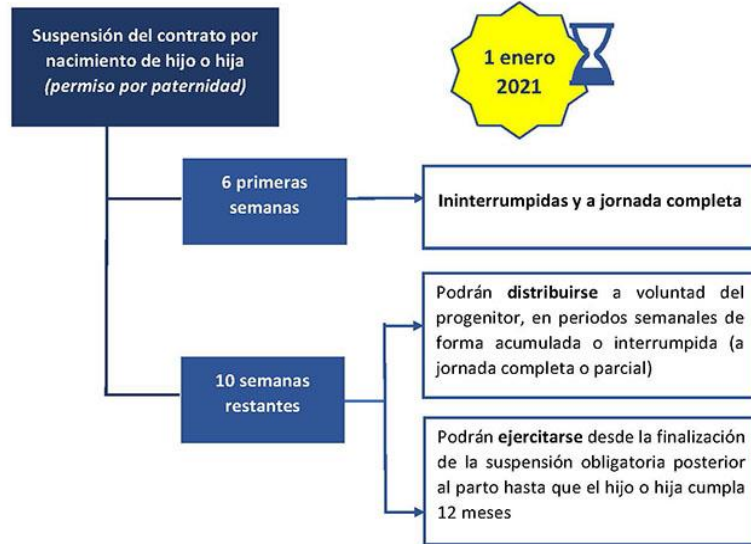 Suspensión del contrato por
nacimiento de hijo o hija
(permiso por paternidad)
1 enero
2021
6 primeras
semanas
Ininterrumpidas y a jornada completa
10 semanas
restantes
Podrán distribuirse a voluntad del
progenitor, en periodos semanales de
forma acumulada o interrumpida (a
jornada completa o parcial)
Podrán ejercitarse desde la finalización
de la suspensión obligatoria posterior
al parto hasta que el hijo o hija cumpla
12 meses